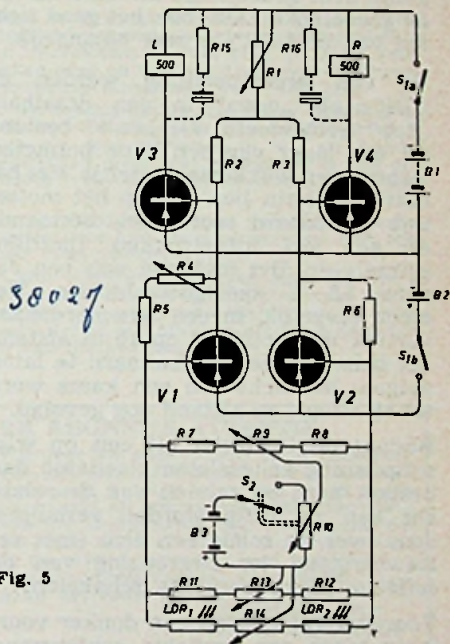 L
R15
R16
R
500
R1
500
S1a
V3
R2
R3
V4
B1
R4
R5
R6
B2
S1b
V1
V2
38027
R7
R9
R8
S2
B3
R10
Fig. 5
R11
R13
R12
LDR1
R14
LDR2